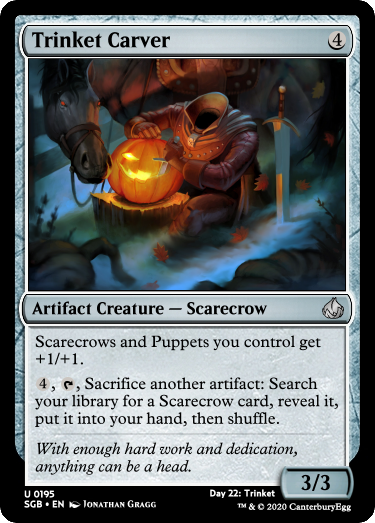 Trinket Carver 4
Artifact Creature — Scarecrow
Scarecrows and Puppets you control get
+1/+1.
4, T, Sacrifice another artifact: Search
your library for a Scarecrow card, reveal it,
put it into your hand, then shuffle.
With enough hard work and dedication,
anything can be a head.
3/3
U 0195 Day 22: Trinket
SGB • EN Jonathan Gragg ™ & © 2020 CanterburyEgg